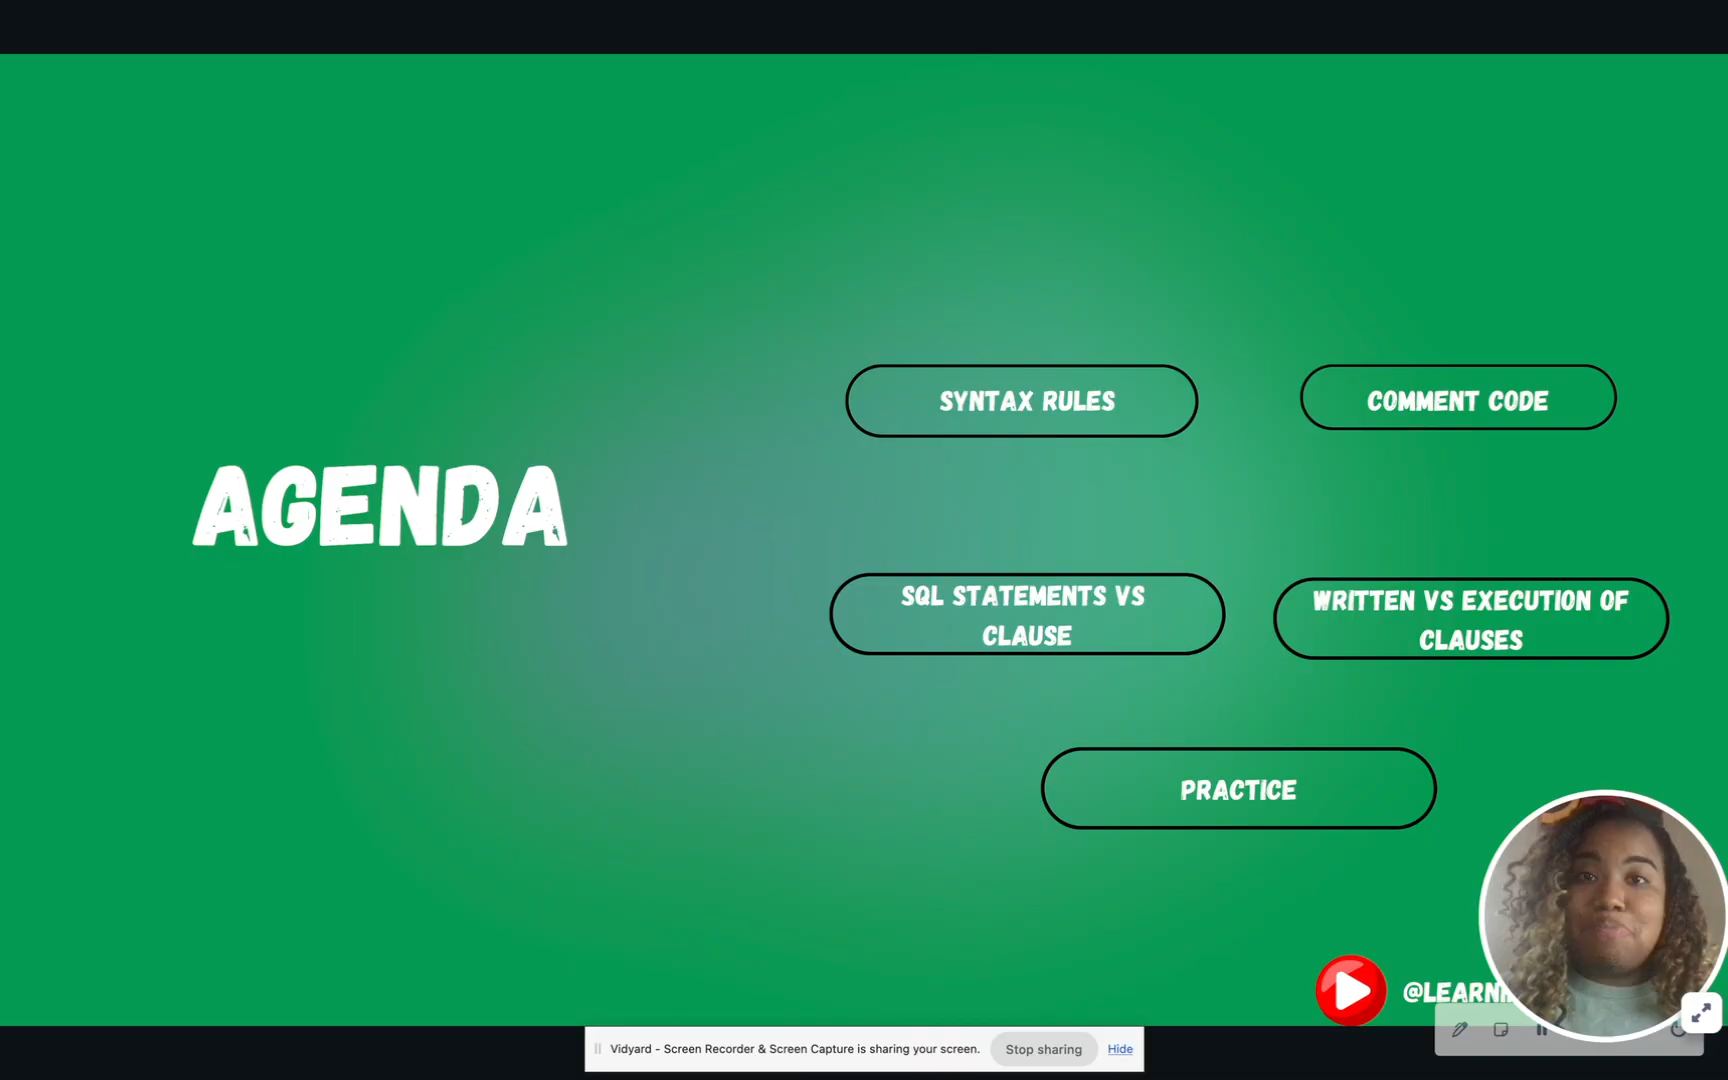 AGENDA
SYNTAX RULES
COMMENT CODE
SQL STATEMENTS VS
CLAUSE
WRITTEN VS EXECUTION OF
CLAUSES
PRACTICE
Vidyard - Screen Recorder & Screen Capture is sharing your screen.
Stop sharing
Hide